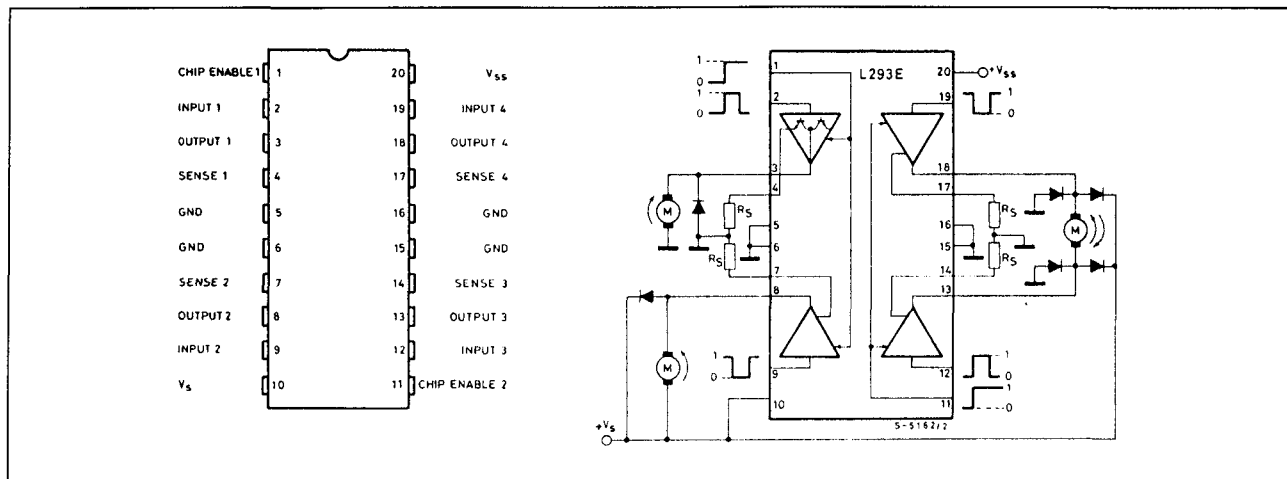 CHIP ENABLE 1 1 20 Vss
INPUT 1 2 19 INPUT 4
OUTPUT 1 3 18 OUTPUT 4
SENSE 1 4 17 SENSE 4
GND 5 16 GND
GND 6 15 GND
SENSE 2 7 14 SENSE 3
OUTPUT 2 8 13 OUTPUT 3
INPUT 2 9 12 INPUT 3
Vs 10 11 CHIP ENABLE 2
1
0
1
0
1
2
3
4
5
6
7
8
9
10
L293E
20
19
18
17
16
15
14
13
12
11
+Vss
1
0
M
RS
RS
M
1
0
RS
RS
M
1
0
1
0
+Vs
S-5162/2